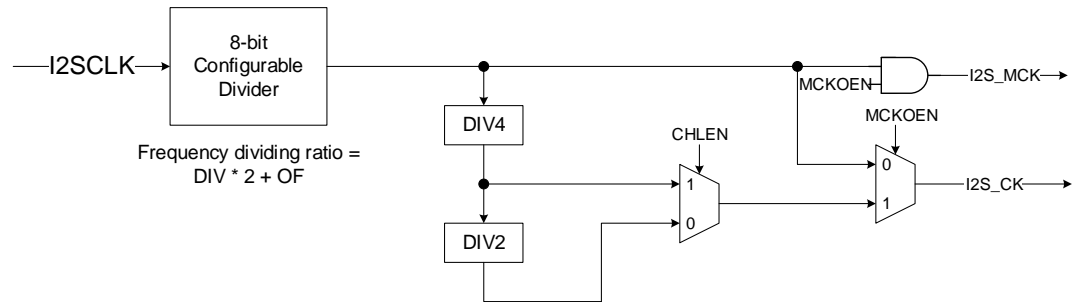 I2SCLK
8-bit
Configurable
Divider
Frequency dividing ratio =
DIV * 2 + OF
DIV4
DIV2
CHLEN
1
0
MCKOEN
I2S_MCK
MCKOEN
0
1
I2S_CK